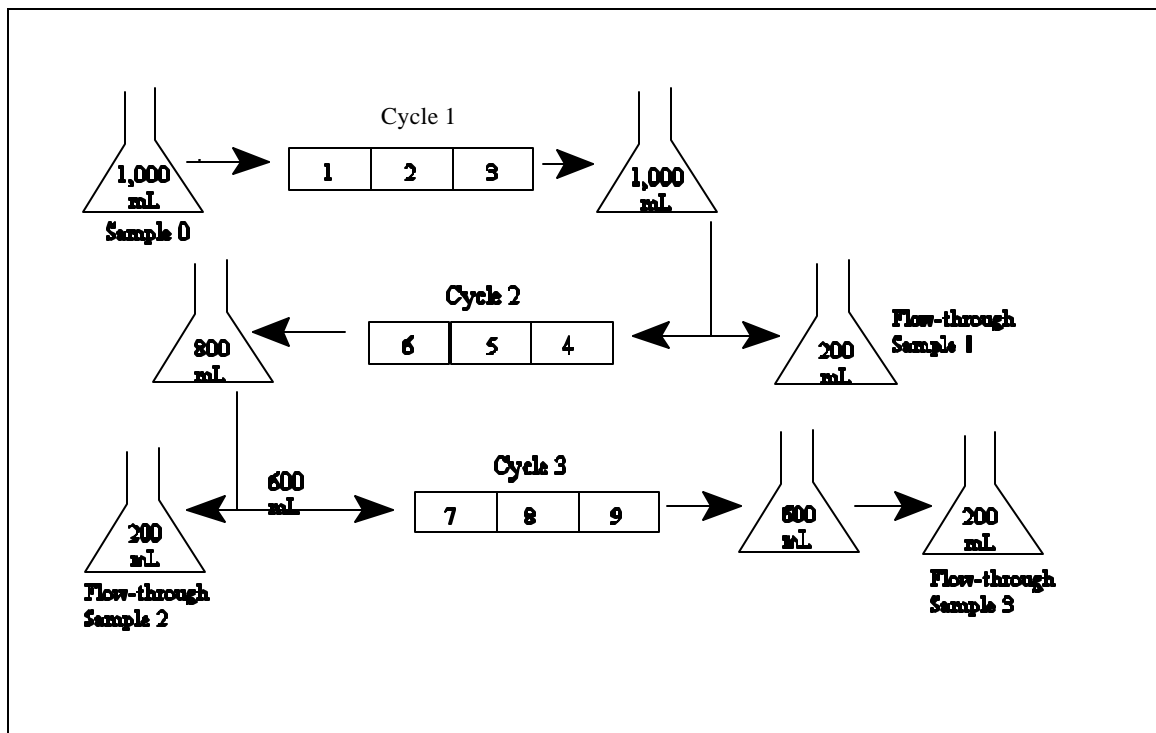 Cycle 1
1,000
mL
Sample 0
1 2 3
1,000
mL
Cycle 2
800
mL
6 5 4
200
mL
Flow-through
Sample 1
Cycle 3
600
mL
200
mL
Flow-through
Sample 2
7 8 9
600
mL
200
mL
Flow-through
Sample 3